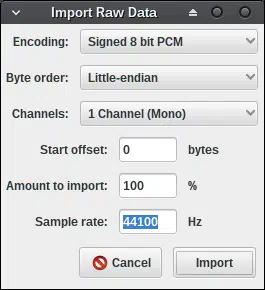 Import Raw Data
Encoding: Signed 8 bit PCM
Byte order: Little-endian
Channels: 1 Channel (Mono)
Start offset: 0 bytes
Amount to import: 100 %
Sample rate: 44100 Hz
Cancel Import